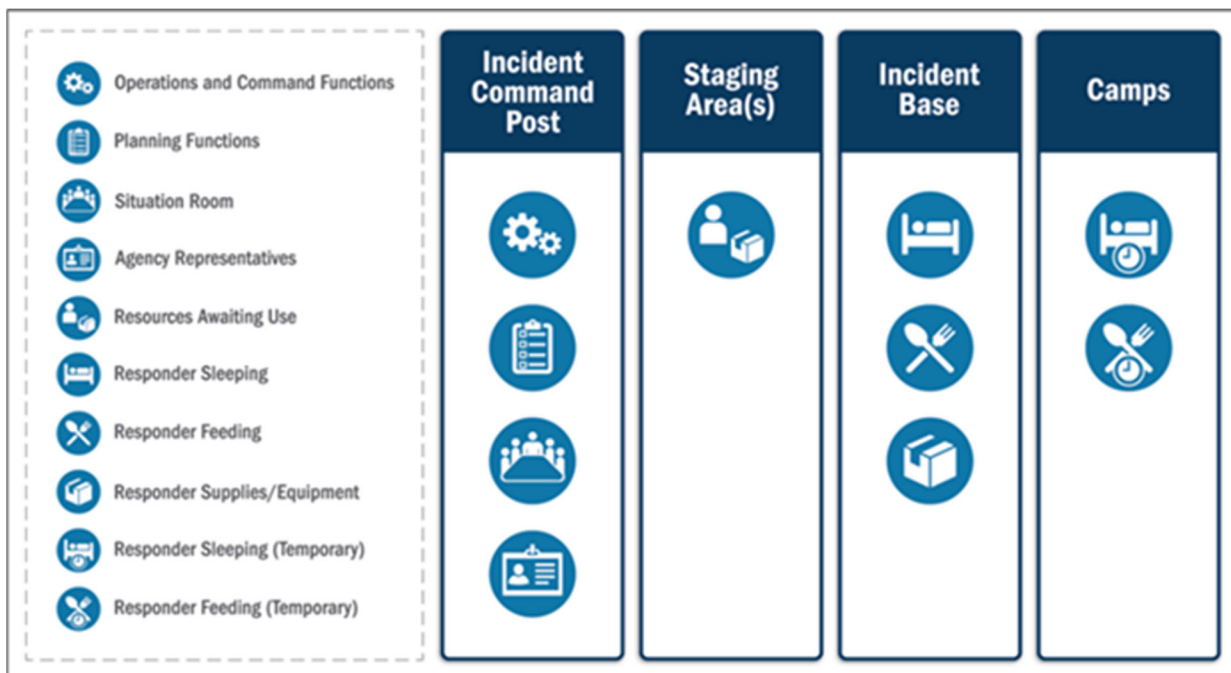 Operations and Command Functions
Planning Functions
Situation Room
Agency Representatives
Resources Awaiting Use
Responder Sleeping
Responder Feeding
Responder Supplies/Equipment
Responder Sleeping (Temporary)
Responder Feeding (Temporary)
Incident
Command
Post
Staging
Area(s)
Incident
Base
Camps